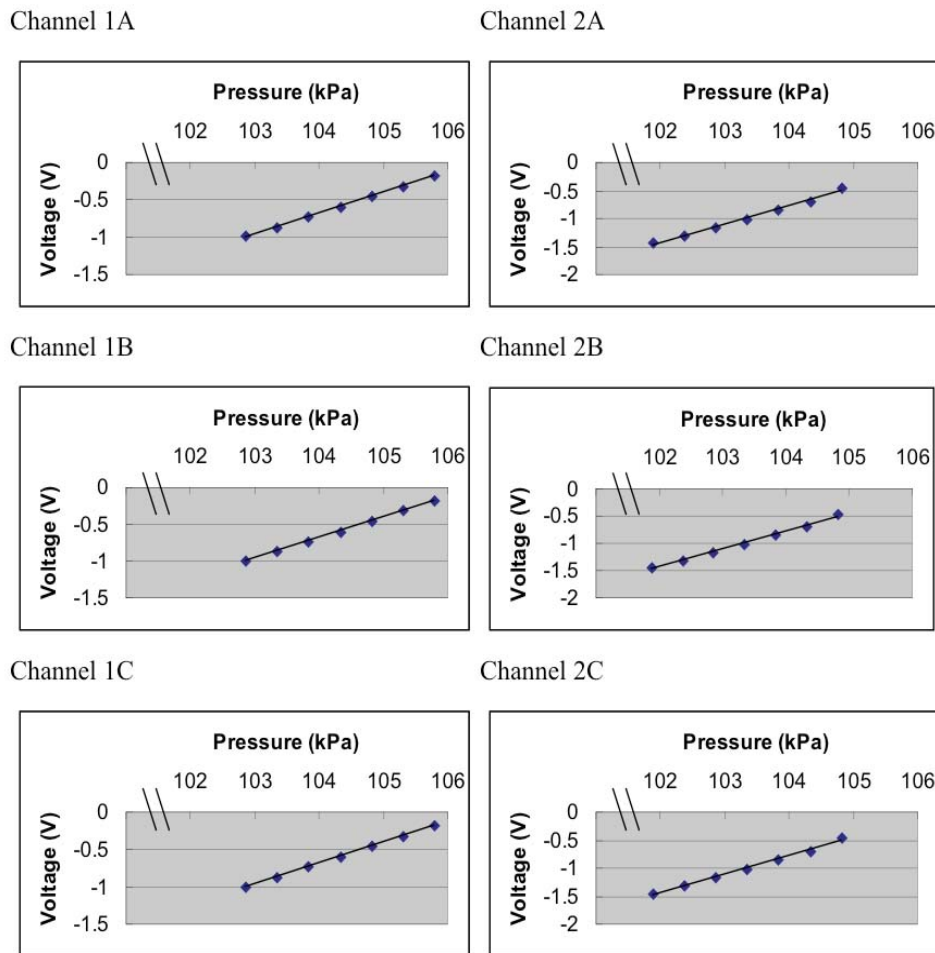 Channel 1A
Pressure (kPa)
102 103 104 105 106
Voltage (V)
0
-0.5
-1
-1.5
Channel 2A
Pressure (kPa)
102 103 104 105 106
Voltage (V)
0
-0.5
-1
-1.5
-2
Channel 1B
Pressure (kPa)
102 103 104 105 106
Voltage (V)
0
-0.5
-1
-1.5
Channel 2B
Pressure (kPa)
102 103 104 105 106
Voltage (V)
0
-0.5
-1
-1.5
-2
Channel 1C
Pressure (kPa)
102 103 104 105 106
Voltage (V)
0
-0.5
-1
-1.5
Channel 2C
Pressure (kPa)
102 103 104 105 106
Voltage (V)
0
-0.5
-1
-1.5
-2